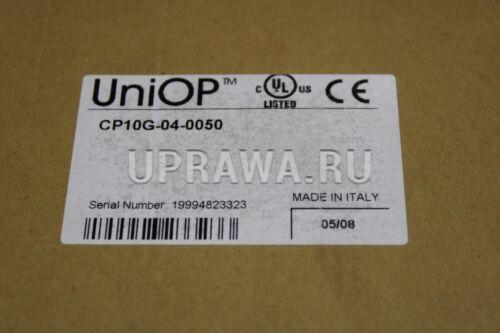 UniOP™
C UL US
LISTED
CE
CP10G-04-0050
UPRAWA.RU
Serial Number: 19994823323
MADE IN ITALY
05/08